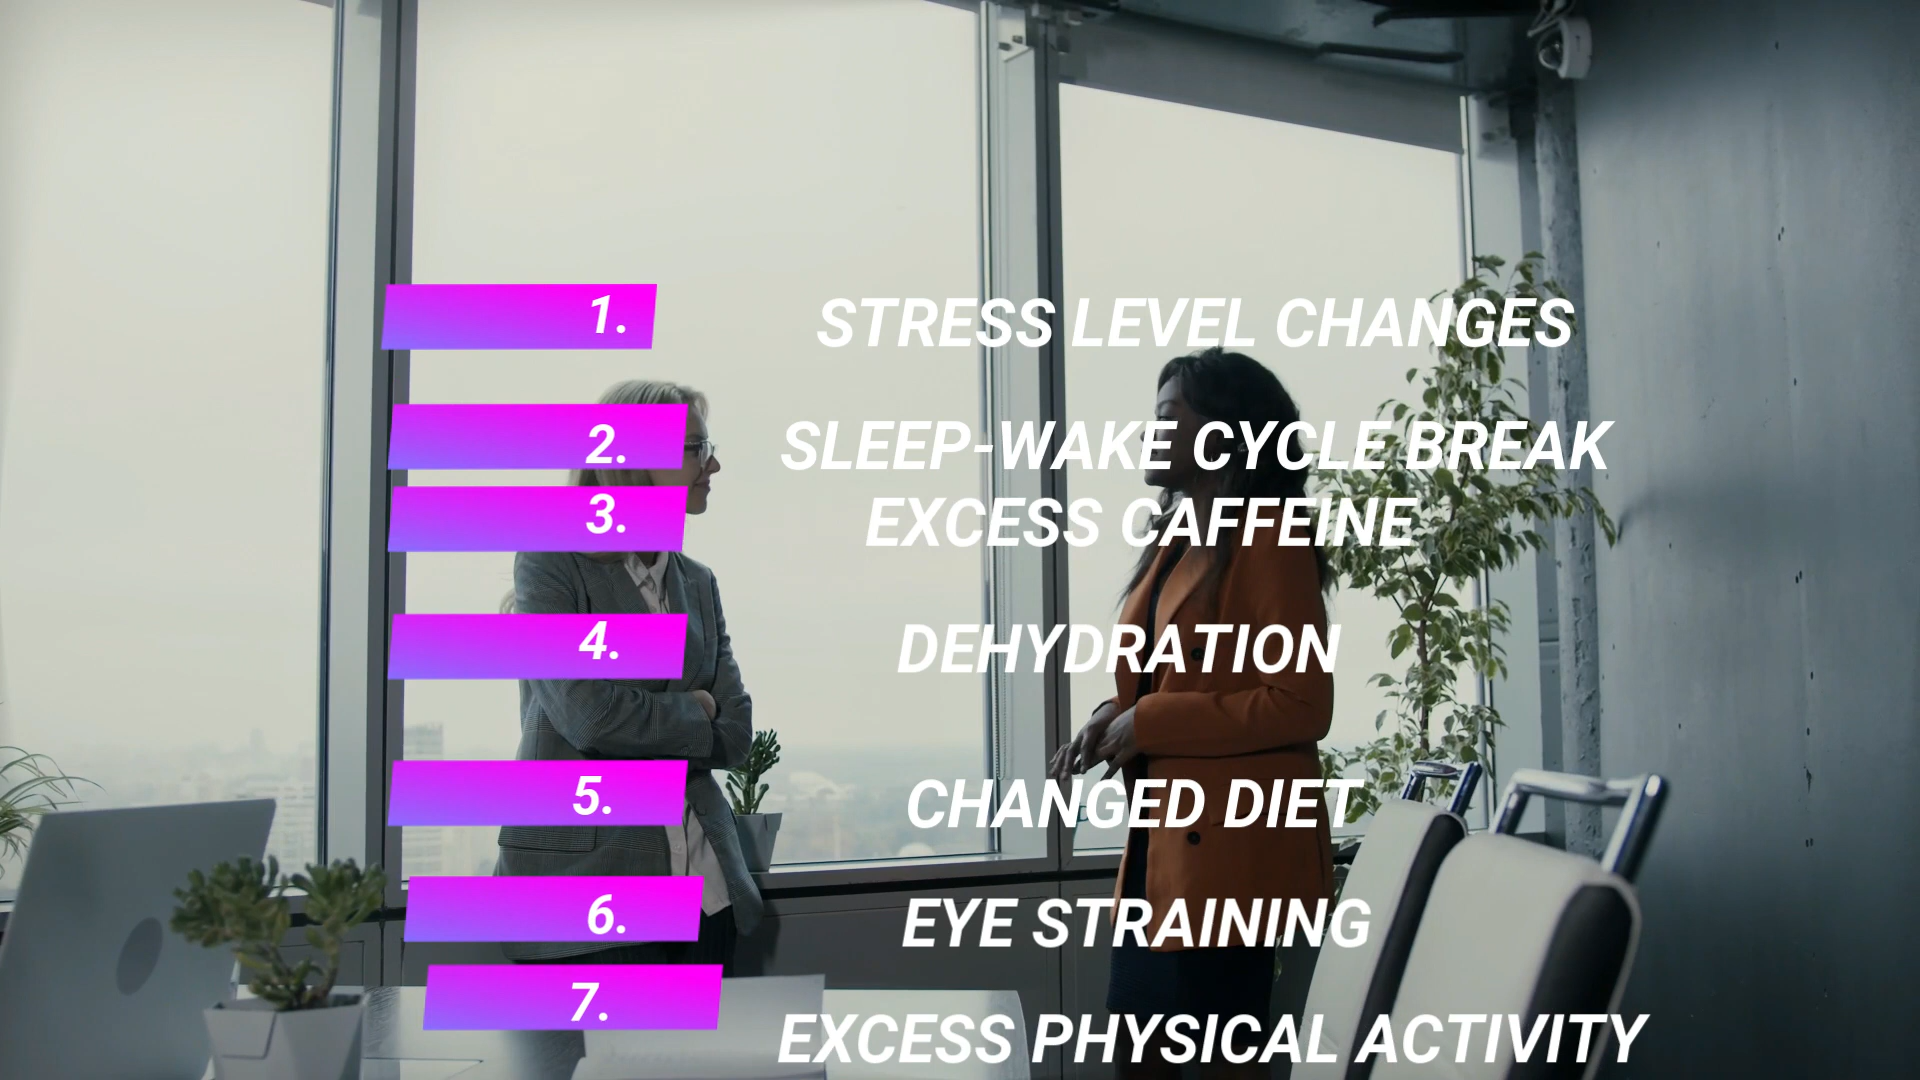 1. STRESS LEVEL CHANGES
2. SLEEP-WAKE CYCLE BREAK
3. EXCESS CAFFEINE
4. DEHYDRATION
5. CHANGED DIET
6. EYE STRAINING
7. EXCESS PHYSICAL ACTIVITY